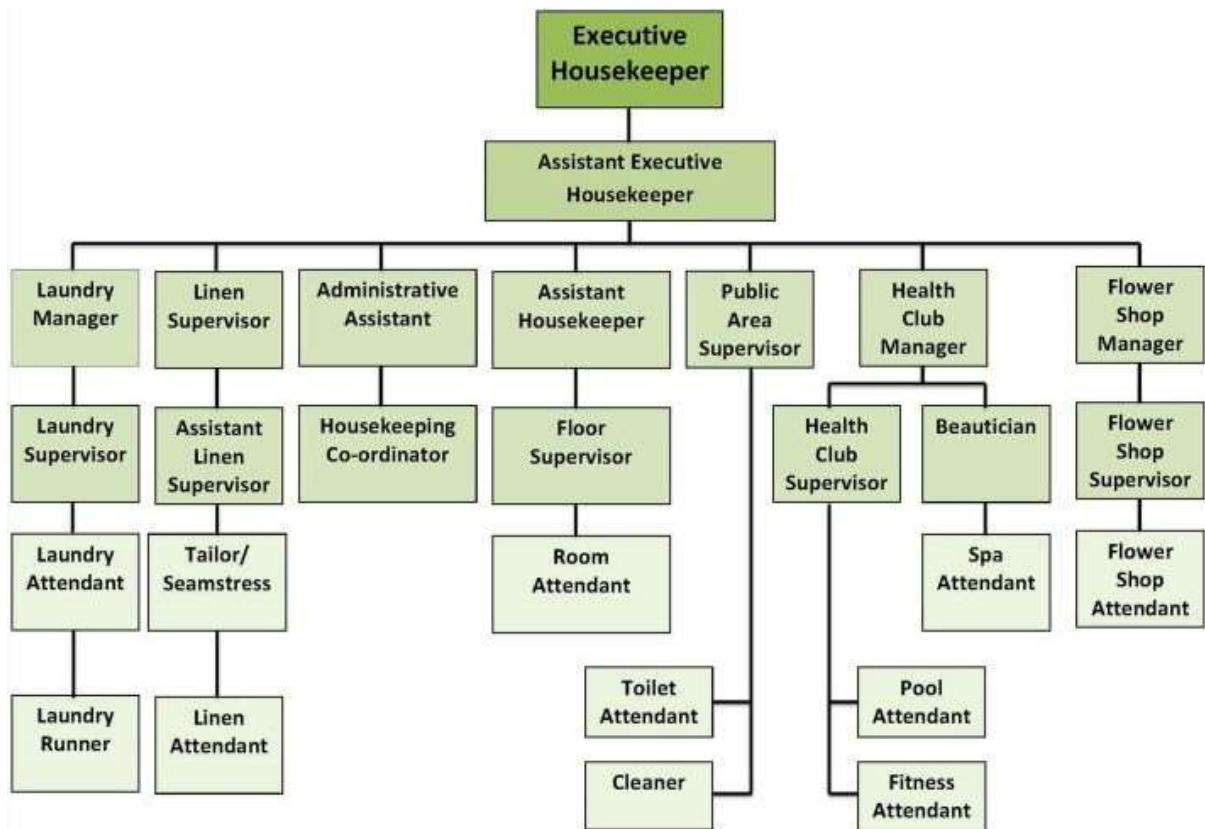 Executive
Housekeeper
Assistant Executive
Housekeeper
Laundry
Manager
Linen
Supervisor
Administrative
Assistant
Assistant
Housekeeper
Public
Area
Supervisor
Health
Club
Manager
Flower
Shop
Manager
Laundry
Supervisor
Assistant
Linen
Supervisor
Housekeeping
Co-ordinator
Floor
Supervisor
Health
Club
Supervisor
Beautician
Flower
Shop
Supervisor
Laundry
Attendant
Tailor/
Seamstress
Room
Attendant
Spa
Attendant
Flower
Shop
Attendant
Laundry
Runner
Linen
Attendant
Toilet
Attendant
Pool
Attendant
Cleaner
Fitness
Attendant